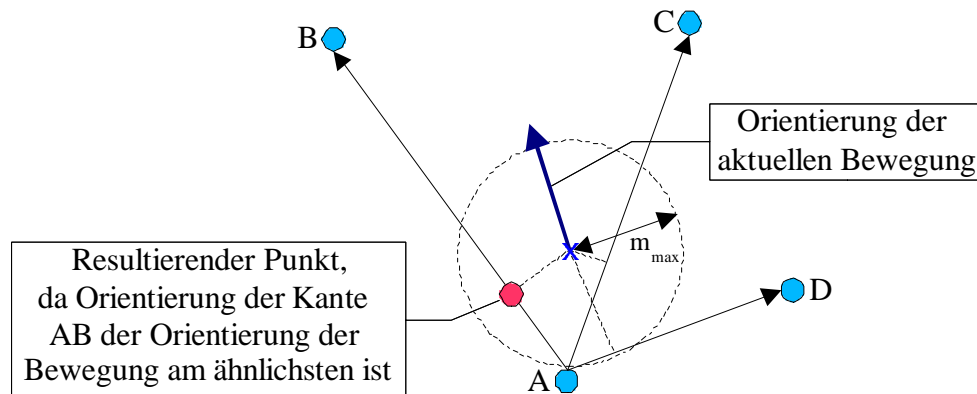 B
C
Orientierung der
aktuellen Bewegung
x
m max
Resultierender Punkt,
da Orientierung der Kante
AB der Orientierung der
Bewegung am ähnlichsten ist
D
A